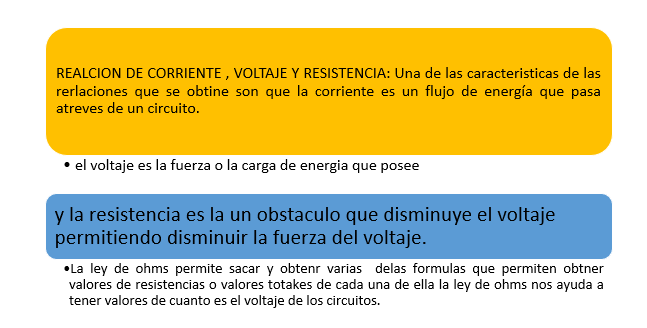 REALCION DE CORRIENTE , VOLTAJE Y RESISTENCIA: Una de las caracteristicas de las
rerlaciones que se obtine son que la corriente es un flujo de energía que pasa
atreves de un circuito.
• el voltaje es la fuerza o la carga de energia que posee
y la resistencia es la un obstaculo que disminuye el voltaje
permitiendo disminuir la fuerza del voltaje.
•La ley de ohms permite sacar y obtenr varias delas formulas que permiten obtner
valores de resistencias o valores totakes de cada una de ella la ley de ohms nos ayuda a
tener valores de cuanto es el voltaje de los circuitos.